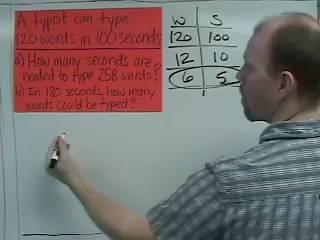 A typist can type
120 words in 100 seconds
a) How many seconds are
needed to type 258 words?
b) In 180 seconds, how many
words could be typed?
W S
120 100
12 10
6 5